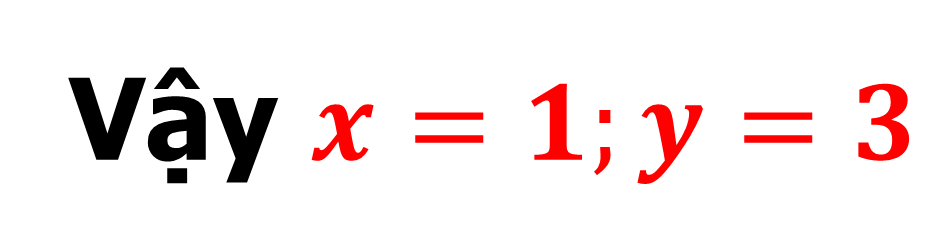 Vậy x = 1; y = 3